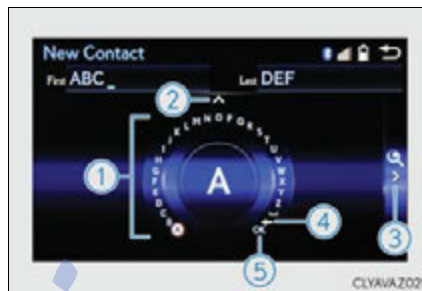 New Contact
First ABC_
Last DEF
2
A B C D E F G H I J K L M N O P Q R S T U V W X Y Z
1
A
3
4
OK
5
CLYAVAZ02